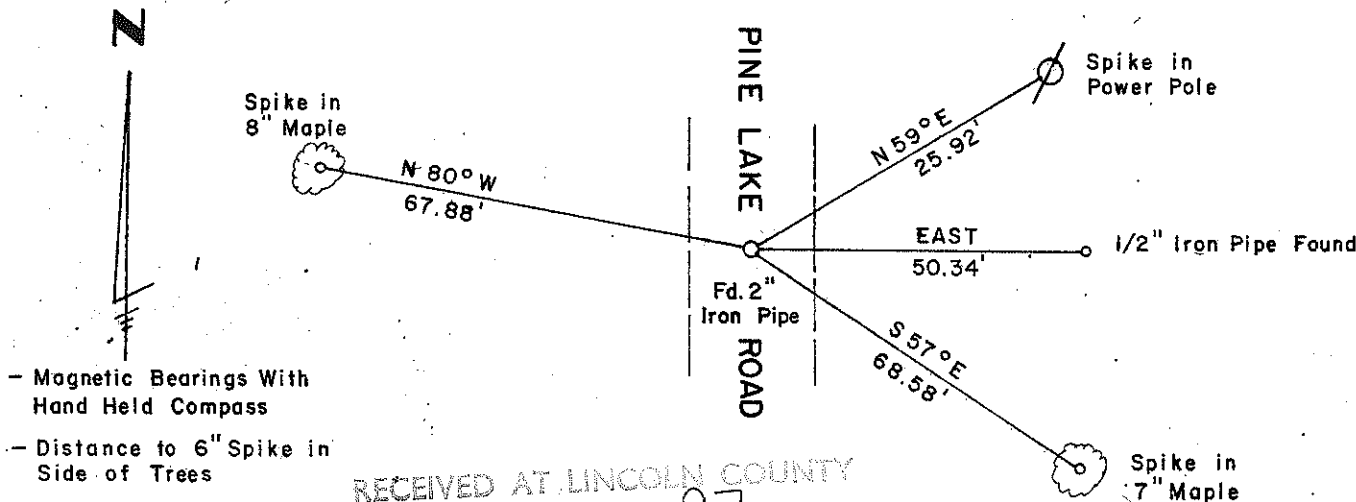 N
PINE LAKE ROAD
Spike in
8" Maple
N 80° W
67.88'
Spike in
Power Pole
N 59° E
25.92'
EAST
50.34'
1/2" Iron Pipe Found
Fd. 2"
Iron Pipe
S 57° E
68.58'
Spike in
7" Maple
- Magnetic Bearings With
Hand Held Compass
- Distance to 6" Spike in
Side of Trees
RECEIVED AT LINCOLN COUNTY